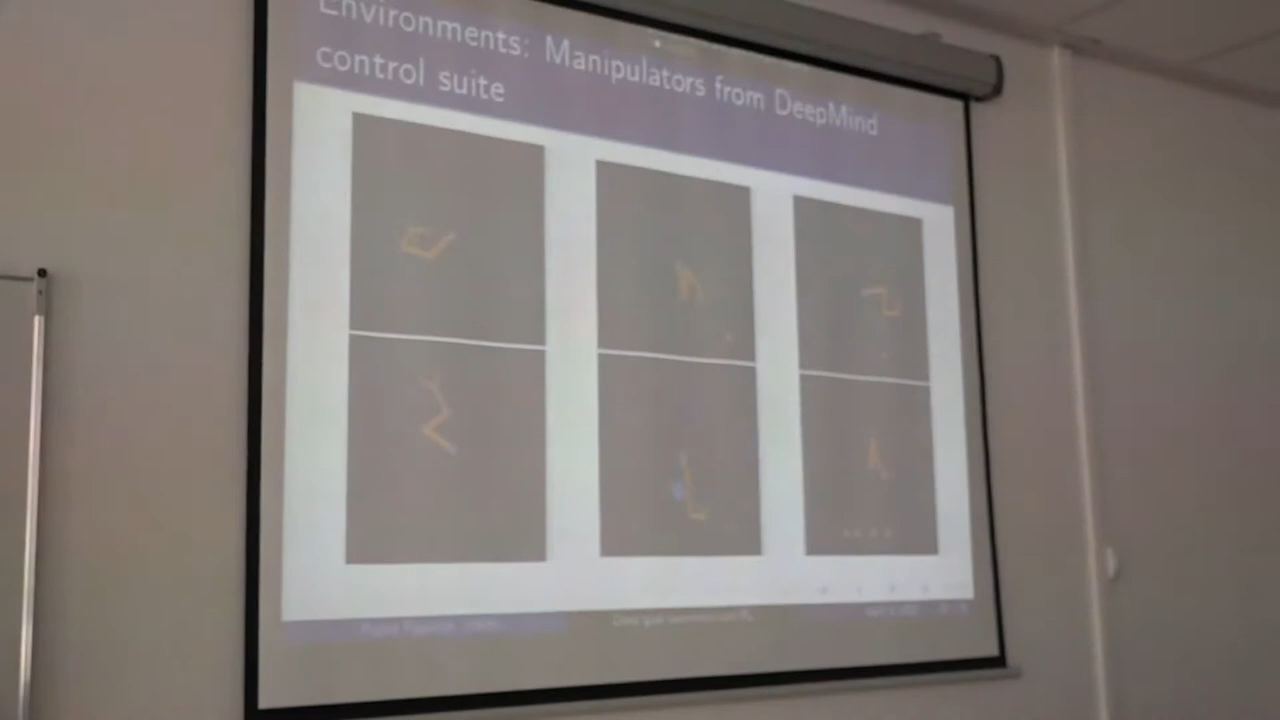 Environments: Manipulators from DeepMind
control suite